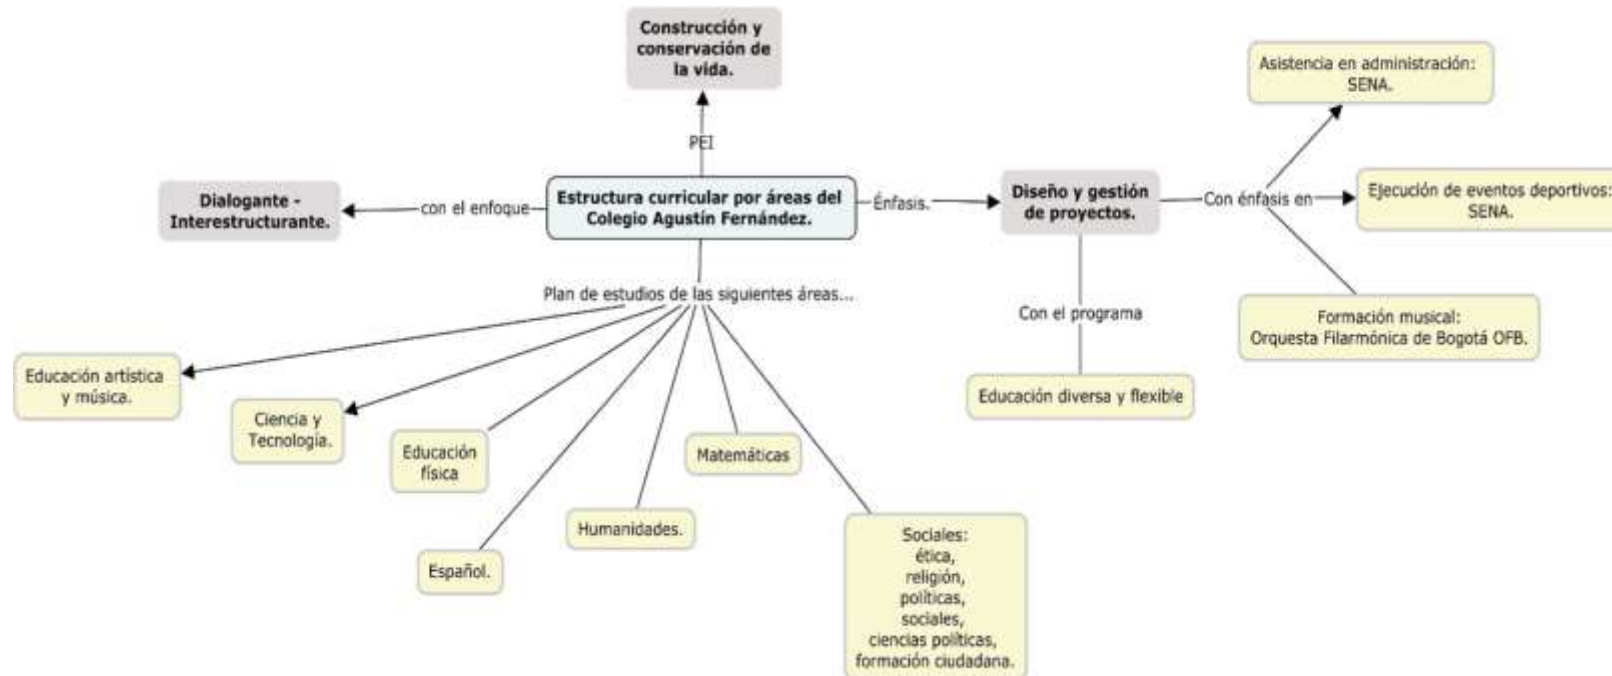 Construcción y
conservación de
la vida.
Asistencia en administración:
SENA.
PEI
Dialogante -
Interestructurante.
con el enfoque
Estructura curricular por áreas del
Colegio Agustín Fernández.
Énfasis.
Diseño y gestión
de proyectos.
Con énfasis en
Ejecución de eventos deportivos:
SENA.
Plan de estudios de las siguientes áreas...
Con el programa
Formación musical:
Orquesta Filarmónica de Bogotá OFB.
Educación artística
y música.
Ciencia y
Tecnología.
Educación
física
Matemáticas
Educación diversa y flexible
Humanidades.
Español.
Sociales:
ética,
religión,
políticas,
sociales,
ciencias políticas,
formación ciudadana.